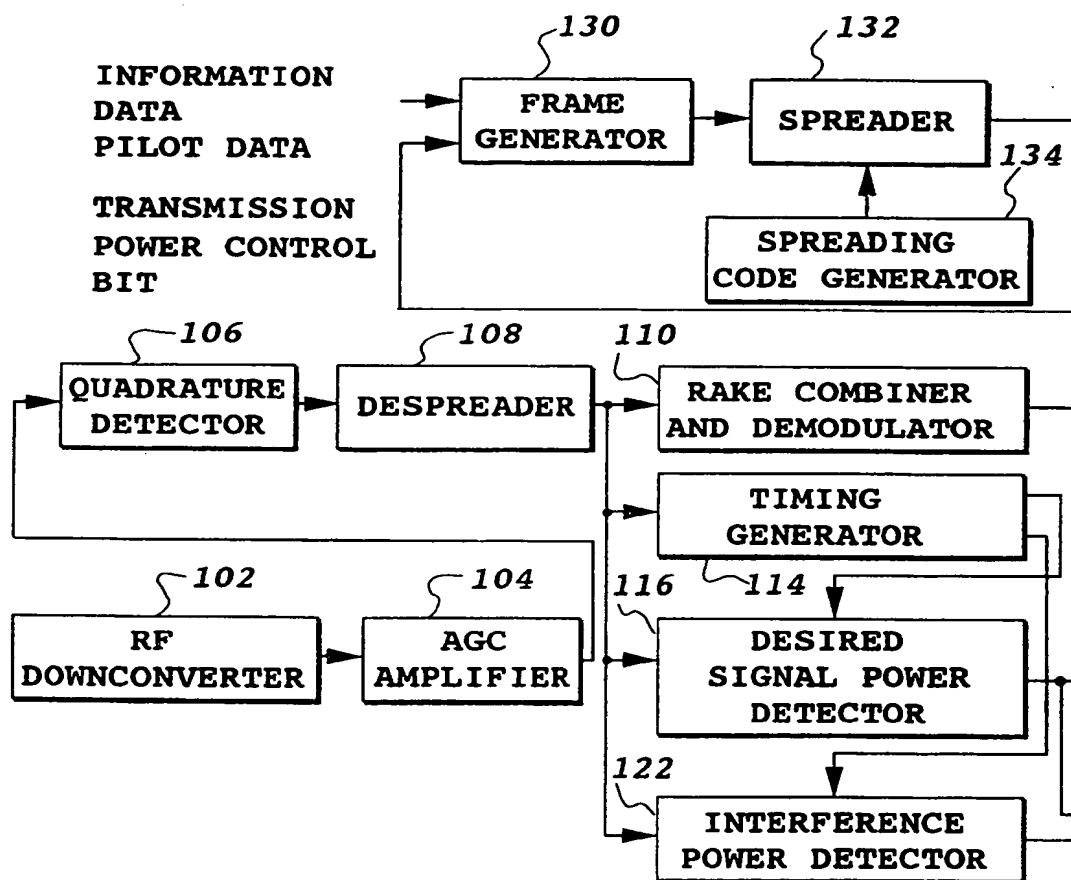 130
132
INFORMATION
DATA
PILOT DATA
FRAME
GENERATOR
SPREADER
134
TRANSMISSION
POWER CONTROL
BIT
SPREADING
CODE GENERATOR
106
108
110
QUADRATURE
DETECTOR
DESPREADER
RAKE COMBINER
AND DEMODULATOR
TIMING
GENERATOR
102
104
116
114
RF
DOWNCONVERTER
AGC
AMPLIFIER
DESIRED
SIGNAL POWER
DETECTOR
122
INTERFERENCE
POWER DETECTOR